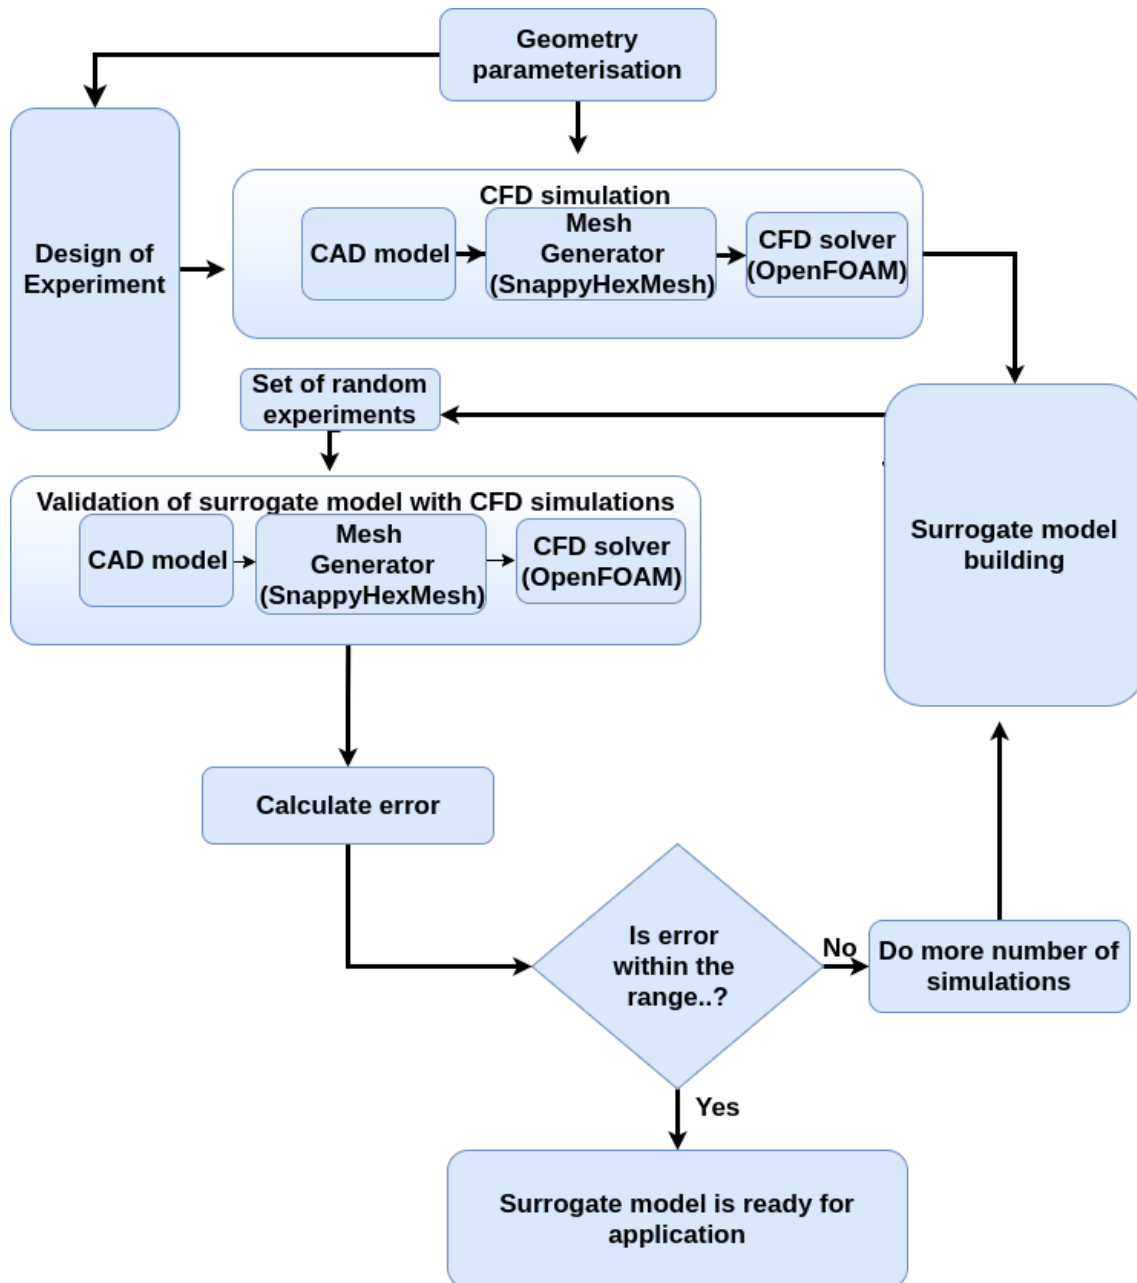 Geometry
parameterisation
Design of
Experiment
CFD simulation
CAD model
Mesh
Generator
(SnappyHexMesh)
CFD solver
(OpenFOAM)
Set of random
experiments
Validation of surrogate model with CFD simulations
CAD model
Mesh
Generator
(SnappyHexMesh)
CFD solver
(OpenFOAM)
Surrogate model
building
Calculate error
Is error
within the
range..?
No
Do more number of
simulations
Yes
Surrogate model is ready for
application